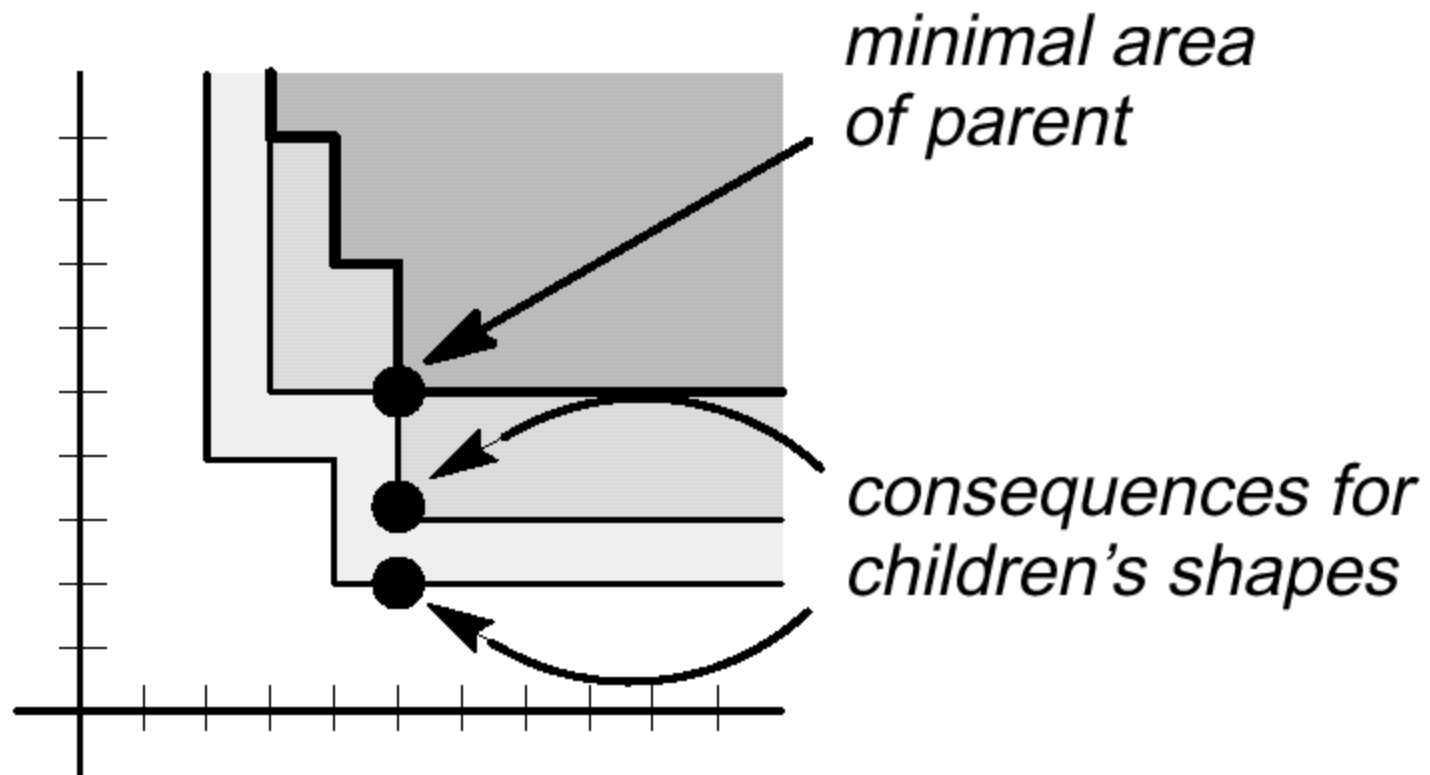 minimal area
of parent
consequences for
children’s shapes